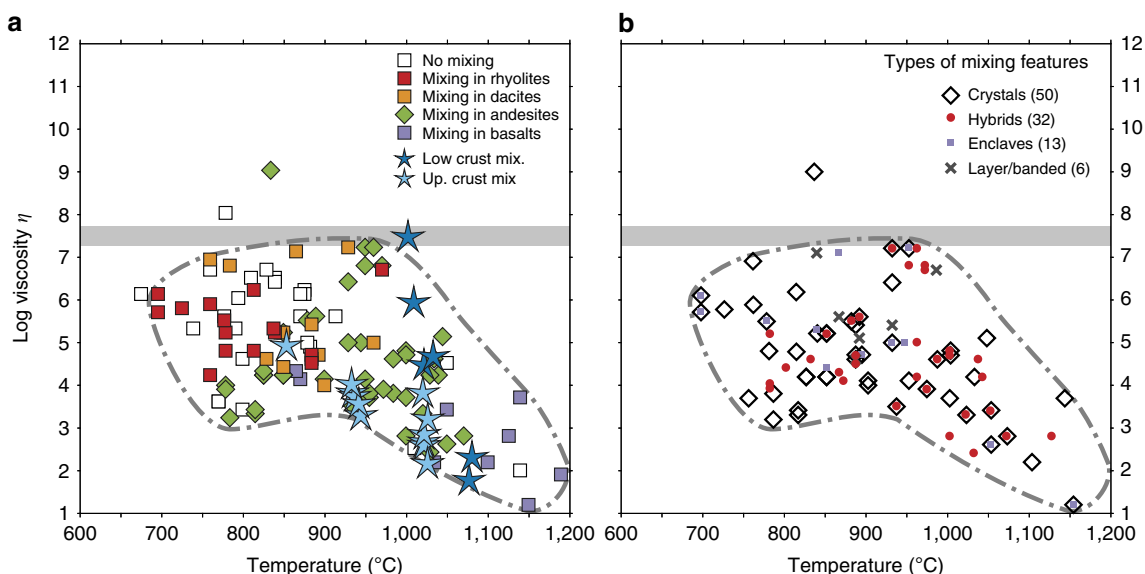 a
12
11
10
9
8
7
6
5
4
3
2
1
Log viscosity η
600
700
800
900
1,000
1,100
1,200
Temperature (°C)
No mixing
Mixing in rhyolites
Mixing in dacites
Mixing in andesites
Mixing in basalts
Low crust mix.
Up. crust mix
b
Types of mixing features
Crystals (50)
Hybrids (32)
Enclaves (13)
Layer/banded (6)
12
11
10
9
8
7
6
5
4
3
2
1
600
700
800
900
1,000
1,100
1,200
Temperature (°C)